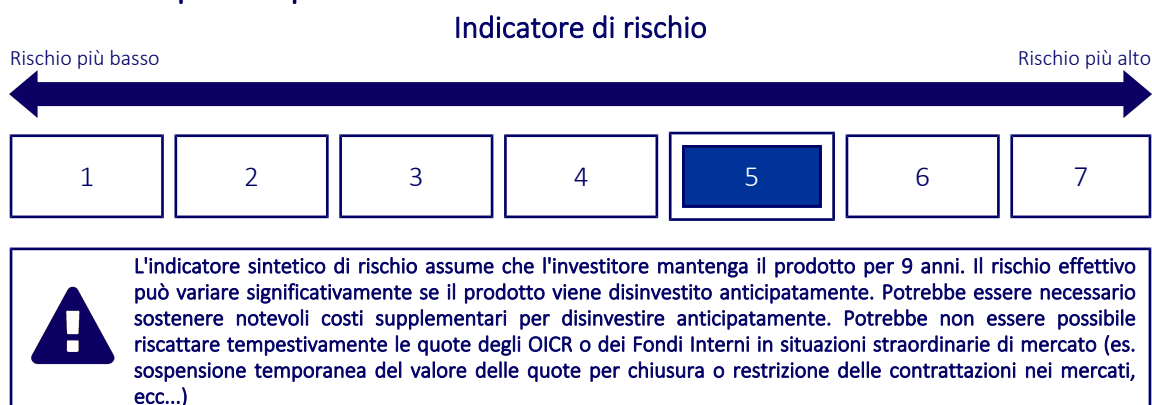 Indicatore di rischio
Rischio più basso
Rischio più alto
1
2
3
4
5
6
7
L'indicatore sintetico di rischio assume che l'investitore mantenga il prodotto per 9 anni. Il rischio effettivo
può variare significativamente se il prodotto viene disinvestito anticipatamente. Potrebbe essere necessario
sostenere notevoli costi supplementari per disinvestire anticipatamente. Potrebbe non essere possibile
riscattare tempestivamente le quote degli OICR o dei Fondi Interni in situazioni straordinarie di mercato (es.
sospensione temporanea del valore delle quote per chiusura o restrizione delle contrattazioni nei mercati,
ecc...)